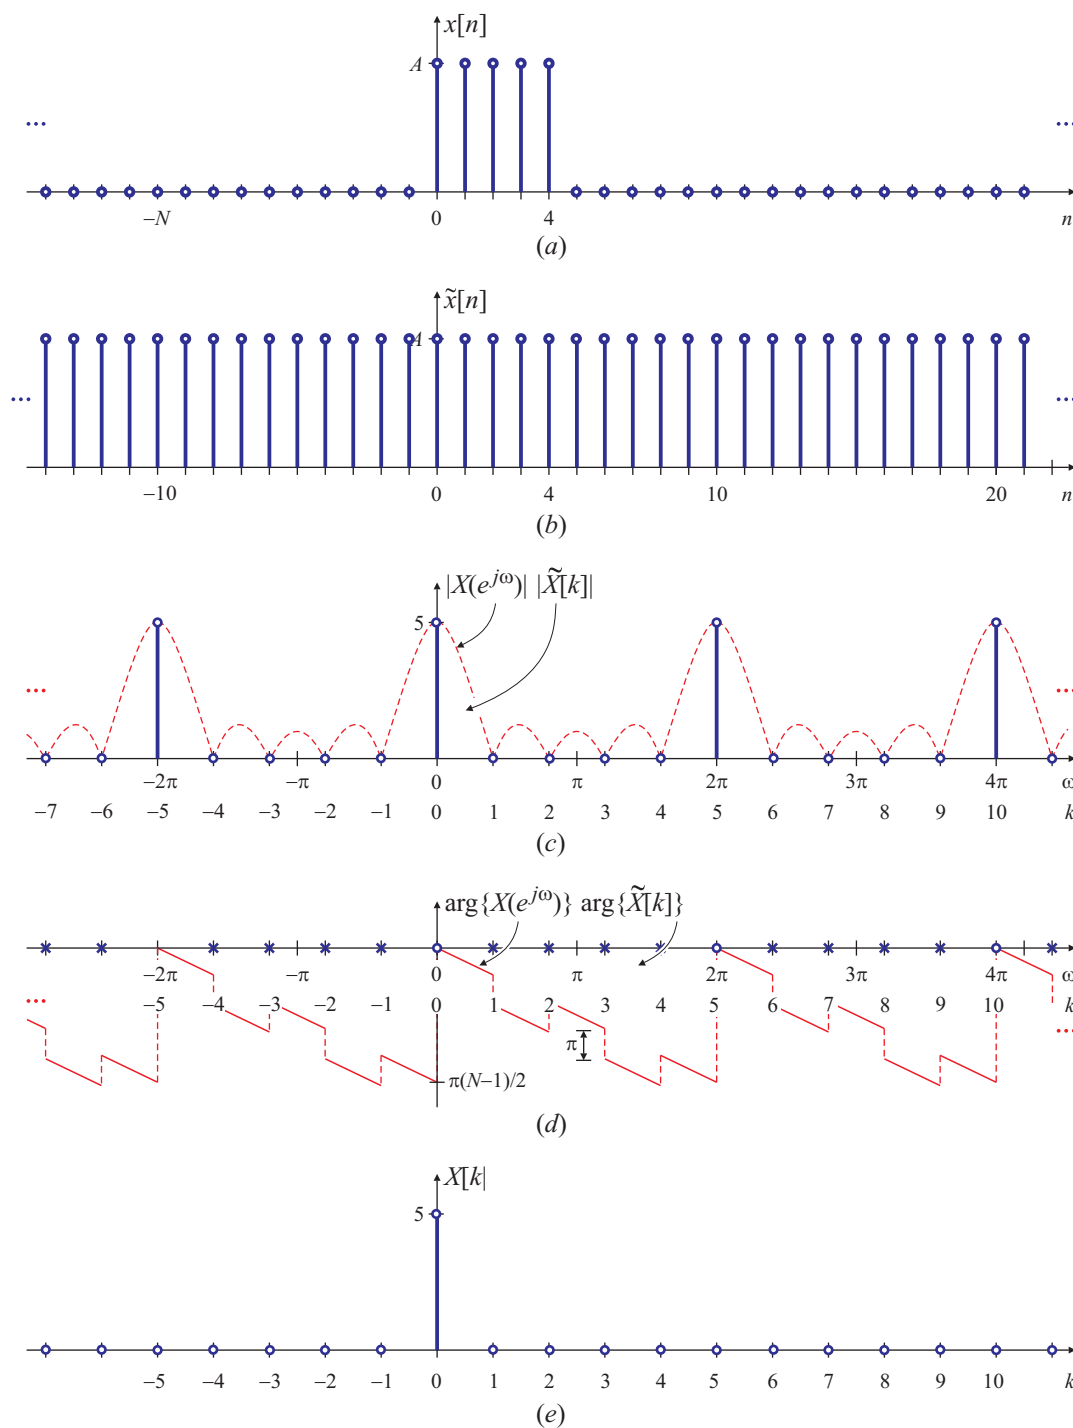 x[n]
A
... ...
−N 0 4 n
(a)
x̃[n]
A
... ...
−10 0 4 10 20 n
(b)
|X(e^{jω})| |X̃[k]|
5
... ...
−2π −π 0 π 2π 3π 4π ω
−7 −6 −5 −4 −3 −2 −1 0 1 2 3 4 5 6 7 8 9 10 k
(c)
arg{X(e^{jω})} arg{X̃[k]}
−2π −π 0 π 2π 3π 4π ω
... −5 −4 −3 −2 −1 0 1 2 3 4 5 6 7 8 9 10 k
π ...
π(N−1)/2
(d)
X[k|
5
−5 −4 −3 −2 −1 0 1 2 3 4 5 6 7 8 9 10 k
(e)